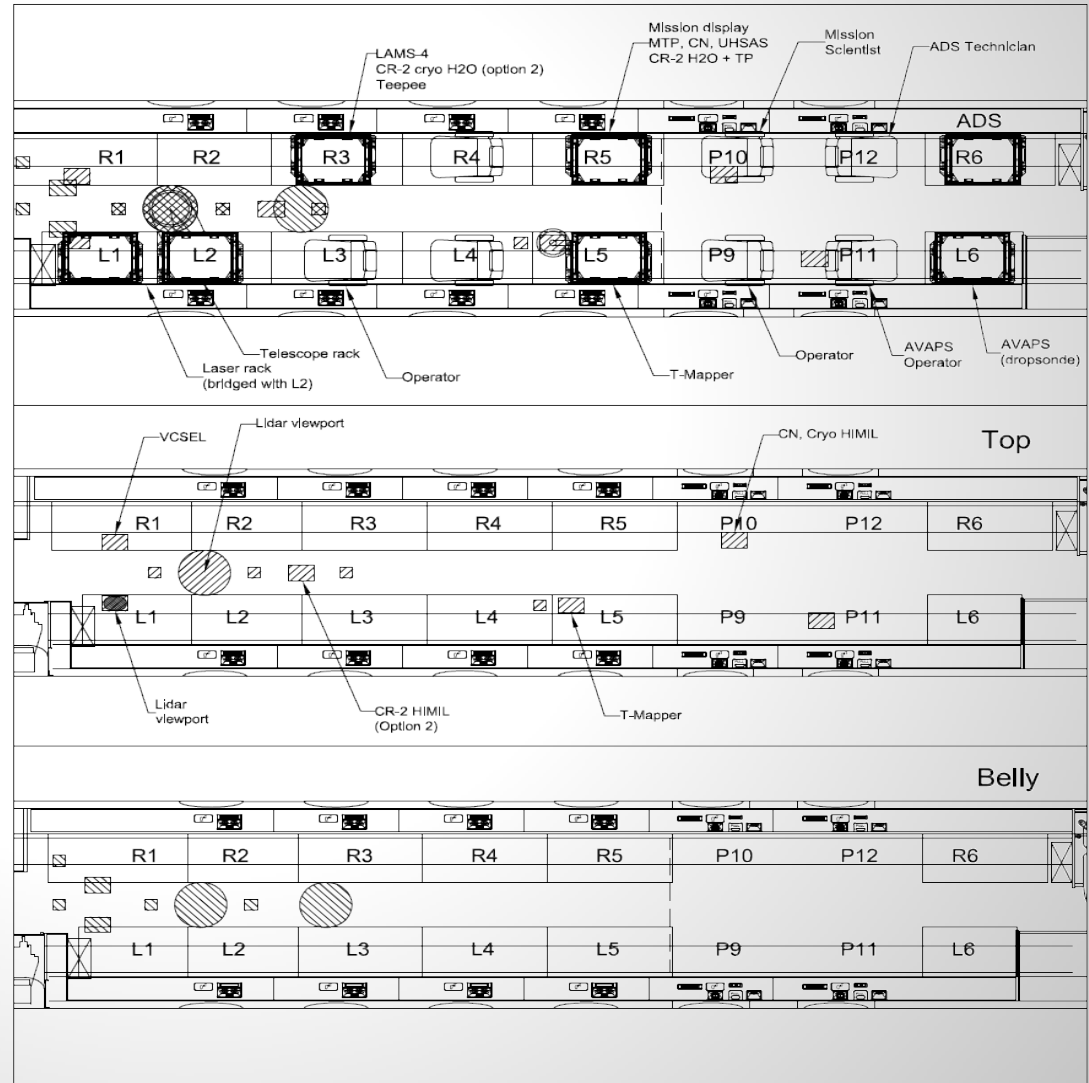 Mission display
MTP, CN, UHSAS
CR-2 H2O + TP
Mission
Scientist
ADS Technician
LAMS-4
CR-2 cryo H2O (option 2)
Teepee
ADS
R1 R2 R3 R4 R5 P10 P12 R6
L1 L2 L3 L4 L5 P9 P11 L6
Telescope rack
Laser rack
(bridged with L2)
Operator
T-Mapper
Operator
AVAPS
Operator
AVAPS
(dropsonde)
VCSEL
Lidar viewport
CN, Cryo HIMIL
Top
R1 R2 R3 R4 R5 P10 P12 R6
L1 L2 L3 L4 L5 P9 P11 L6
Lidar
viewport
CR-2 HIMIL
(Option 2)
T-Mapper
Belly
R1 R2 R3 R4 R5 P10 P12 R6
L1 L2 L3 L4 L5 P9 P11 L6